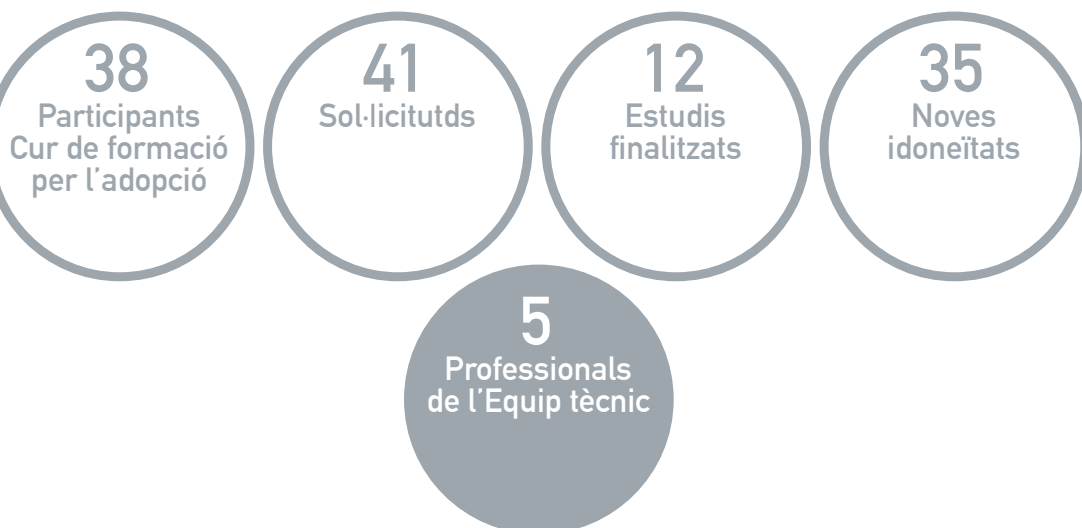 38
Participants
Cur de formació
per l'adopció
41
Sol·licitutds
12
Estudis
finalitzats
35
Noves
idoneïtats
5
Professionals
de l'Equip tècnic